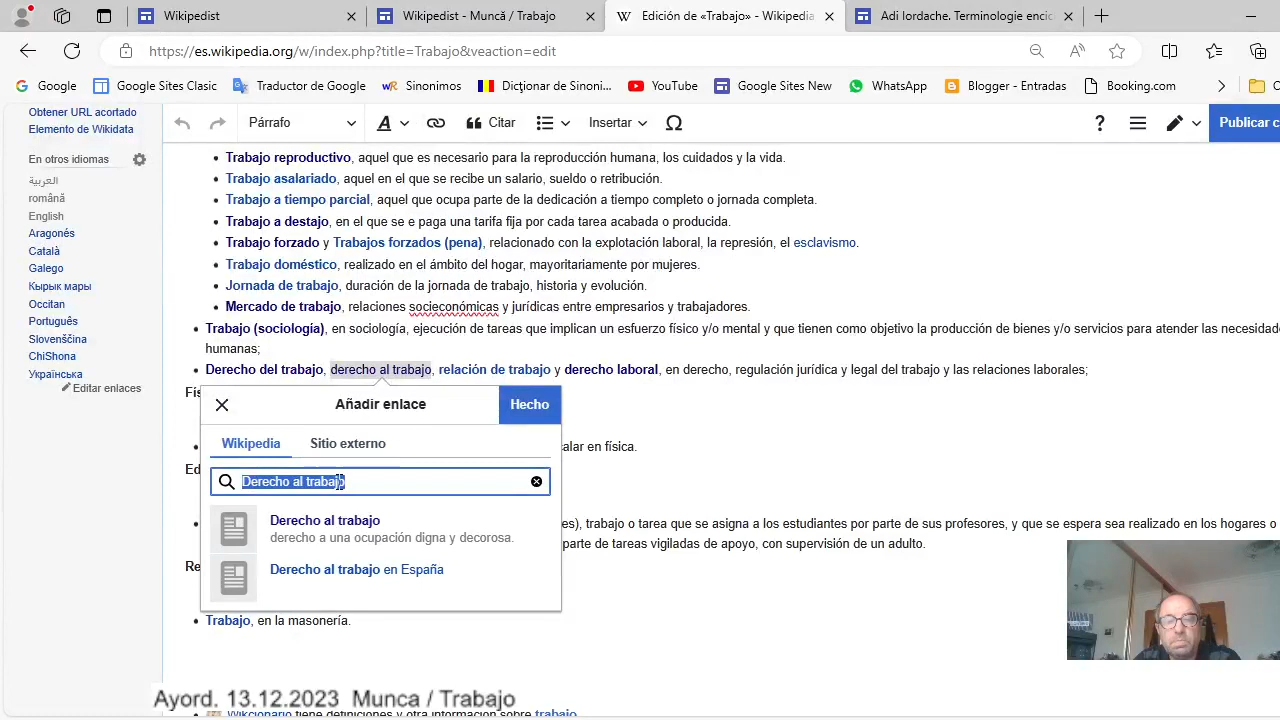 Wikipedist
Wikipedist - Muncă / Trabajo
Edición de «Trabajo» - Wikipedia
Adi Iordache. Terminologie encic
https://es.wikipedia.org/w/index.php?title=Trabajo&veaction=edit
Google
Google Sites Clasic
Traductor de Google
Sinonimos
Dicționar de Sinoni...
YouTube
Google Sites New
WhatsApp
Blogger - Entradas
Booking.com
Obtener URL acortado
Elemento de Wikidata
En otros idiomas
العربية
română
English
Aragonés
Català
Galego
Кырык мары
Occitan
Português
Slovenščina
ChiShona
Українська
Editar enlaces
Párrafo
A
Citar
Insertar
Ω
?
Publicar c
Trabajo reproductivo, aquel que es necesario para la reproducción humana, los cuidados y la vida.
Trabajo asalariado, aquel en el que se recibe un salario, sueldo o retribución.
Trabajo a tiempo parcial, aquel que ocupa parte de la dedicación a tiempo completo o jornada completa.
Trabajo a destajo, en el que se e paga una tarifa fija por cada tarea acabada o producida.
Trabajo forzado y Trabajos forzados (pena), relacionado con la explotación laboral, la represión, el esclavismo.
Trabajo doméstico, realizado en el ámbito del hogar, mayoritariamente por mujeres.
Jornada de trabajo, duración de la jornada de trabajo, historia y evolución.
Mercado de trabajo, relaciones socieconómicas y jurídicas entre empresarios y trabajadores.
Trabajo (sociología), en sociología, ejecución de tareas que implican un esfuerzo físico y/o mental y que tienen como objetivo la producción de bienes y/o servicios para atender las necesidade
humanas;
Derecho del trabajo, derecho al trabajo, relación de trabajo y derecho laboral, en derecho, regulación jurídica y legal del trabajo y las relaciones laborales;
Fís
Añadir enlace
Hecho
Wikipedia
Sitio externo
alar en física.
Ed
Derecho al trabajo
Derecho al trabajo
derecho a una ocupación digna y decorosa.
es), trabajo o tarea que se asigna a los estudiantes por parte de sus profesores, y que se espera sea realizado en los hogares o
parte de tareas vigiladas de apoyo, con supervisión de un adulto.
Re
Derecho al trabajo en España
Trabajo, en la masonería.
Ayord. 13.12.2023 Munca / Trabajo
Wikcionario tiene definiciones y otra información sobre trabajo.